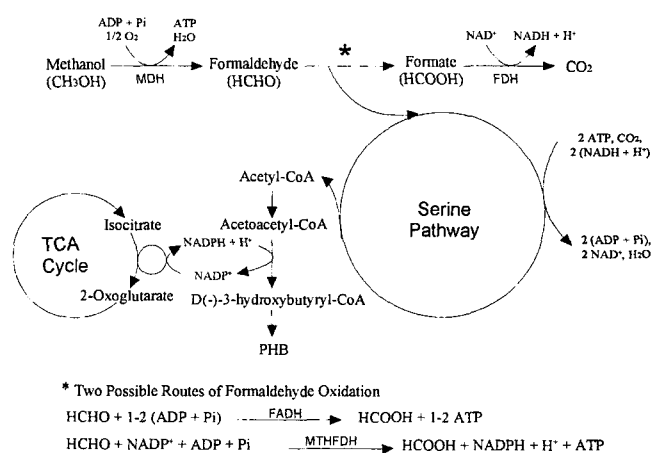 ADP + Pi
1/2 O₂
ATP
H₂O
Methanol
(CH₃OH)
MDH
Formaldehyde
(HCHO)
*
Formate
(HCOOH)
NAD⁺
NADH + H⁺
FDH
CO₂
2 ATP, CO₂,
2 (NADH + H⁺)
Serine
Pathway
2 (ADP + Pi),
2 NAD⁺, H₂O
Acetyl-CoA
Acetoacetyl-CoA
TCA
Cycle
Isocitrate
NADPH + H⁺
NADP⁺
2-Oxoglutarate
D(-)-3-hydroxybutyryl-CoA
PHB
* Two Possible Routes of Formaldehyde Oxidation
HCHO + 1-2 (ADP + Pi) FADH HCOOH + 1-2 ATP
HCHO + NADP⁺ + ADP + Pi MTHFDH HCOOH + NADPH + H⁺ + ATP